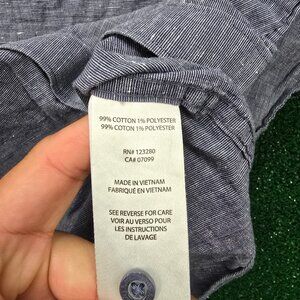 99% COTTON 1% POLYESTER
99% COTON 1% POLYESTER
RN# 123280
CA# 07099
MADE IN VIETNAM
FABRIQUÉ EN VIETNAM
SEE REVERSE FOR CARE
VOIR AU VERSO POUR
LES INSTRUCTIONS
DE LAVAGE